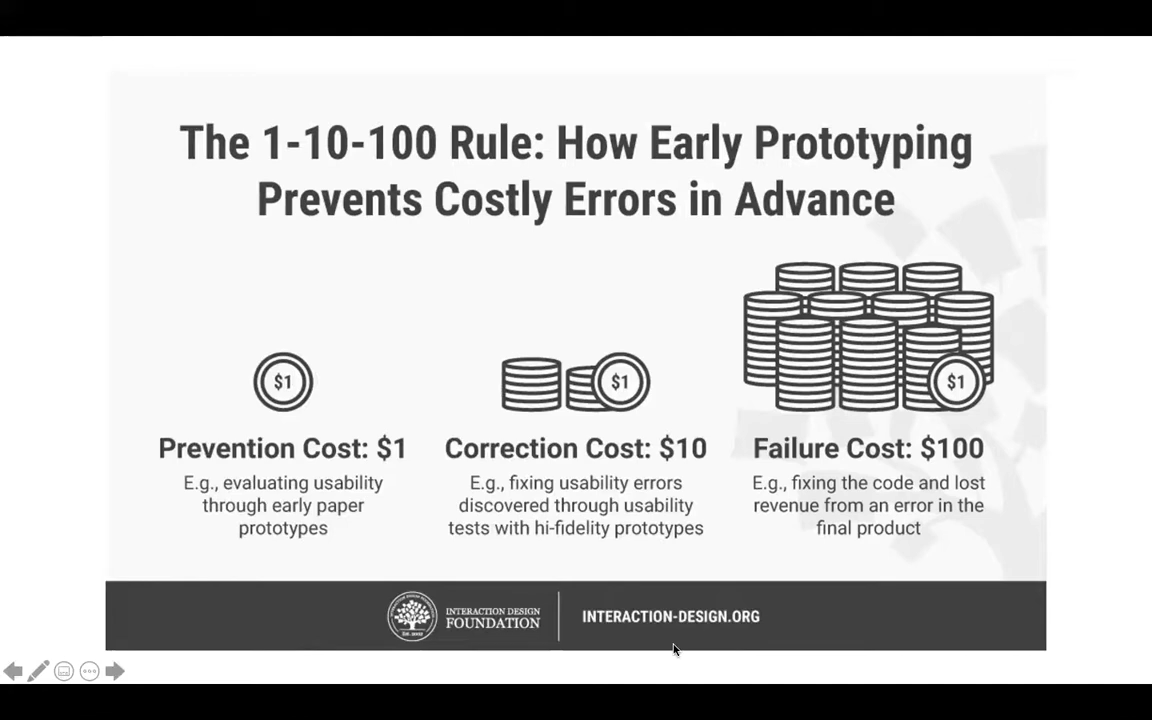 The 1-10-100 Rule: How Early Prototyping
Prevents Costly Errors in Advance
$1
$1
$1
Prevention Cost: $1
E.g., evaluating usability
through early paper
prototypes
Correction Cost: $10
E.g., fixing usability errors
discovered through usability
tests with hi-fidelity prototypes
Failure Cost: $100
E.g., fixing the code and lost
revenue from an error in the
final product
INTERACTION DESIGN
FOUNDATION
INTERACTION-DESIGN.ORG